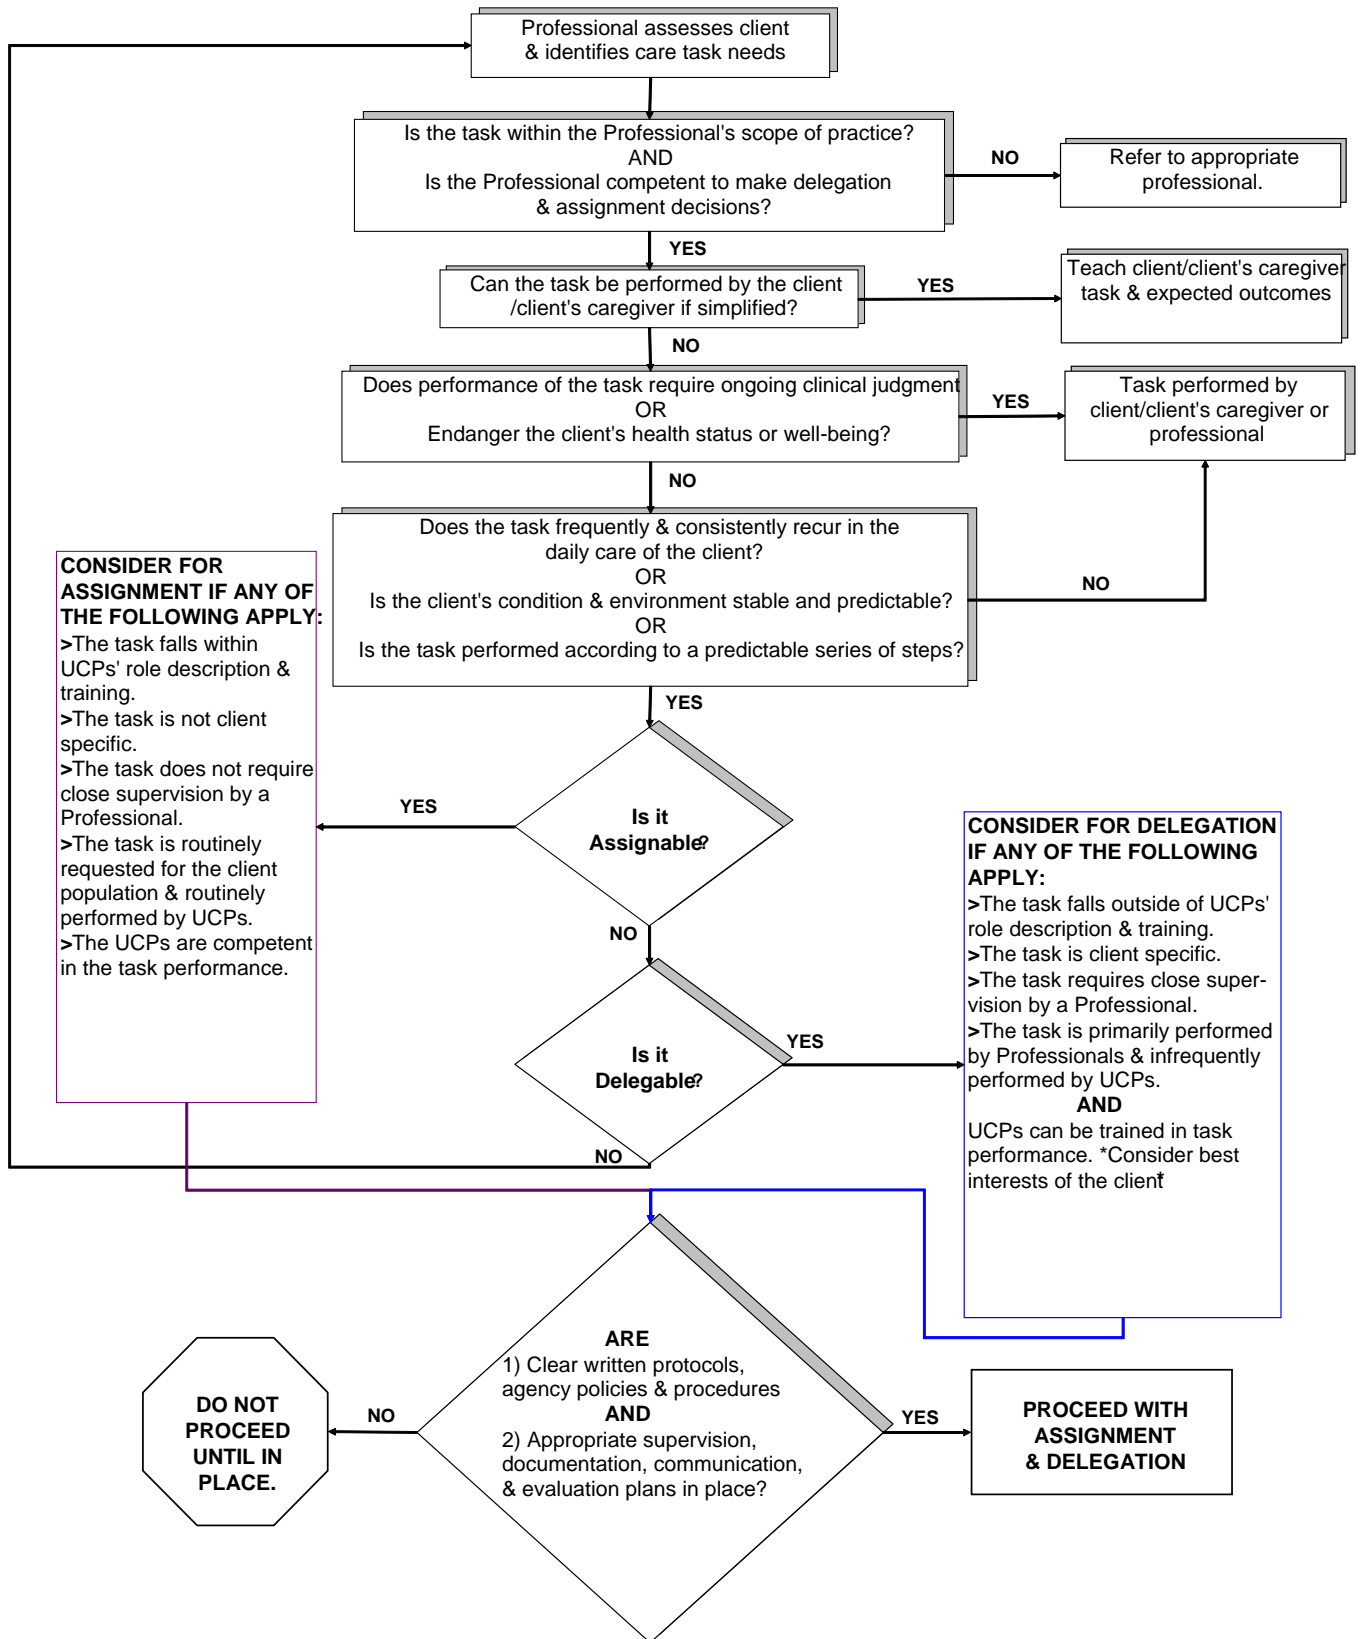 Professional assesses client
& identifies care task needs
Is the task within the Professional's scope of practice?
AND
Is the Professional competent to make delegation
& assignment decisions?
NO
Refer to appropriate
professional.
YES
Can the task be performed by the client
/client's caregiver if simplified?
YES
Teach client/client's caregiver
task & expected outcomes
NO
Does performance of the task require ongoing clinical judgment
OR
Endanger the client's health status or well-being?
YES
Task performed by
client/client's caregiver or
professional
NO
Does the task frequently & consistently recur in the
daily care of the client?
OR
Is the client's condition & environment stable and predictable?
OR
Is the task performed according to a predictable series of steps?
NO
YES
CONSIDER FOR
ASSIGNMENT IF ANY OF
THE FOLLOWING APPLY:
>The task falls within
UCPs' role description &
training.
>The task is not client
specific.
>The task does not require
close supervision by a
Professional.
>The task is routinely
requested for the client
population & routinely
performed by UCPs.
>The UCPs are competent
in the task performance.
YES
Is it
Assignable?
NO
Is it
Delegable?
YES
NO
CONSIDER FOR DELEGATION
IF ANY OF THE FOLLOWING
APPLY:
>The task falls outside of UCPs'
role description & training.
>The task is client specific.
>The task requires close super-
vision by a Professional.
>The task is primarily performed
by Professionals & infrequently
performed by UCPs.
AND
UCPs can be trained in task
performance. *Consider best
interests of the client*
ARE
1) Clear written protocols,
agency policies & procedures
AND
2) Appropriate supervision,
documentation, communication,
& evaluation plans in place?
NO
DO NOT
PROCEED
UNTIL IN
PLACE.
YES
PROCEED WITH
ASSIGNMENT
& DELEGATION